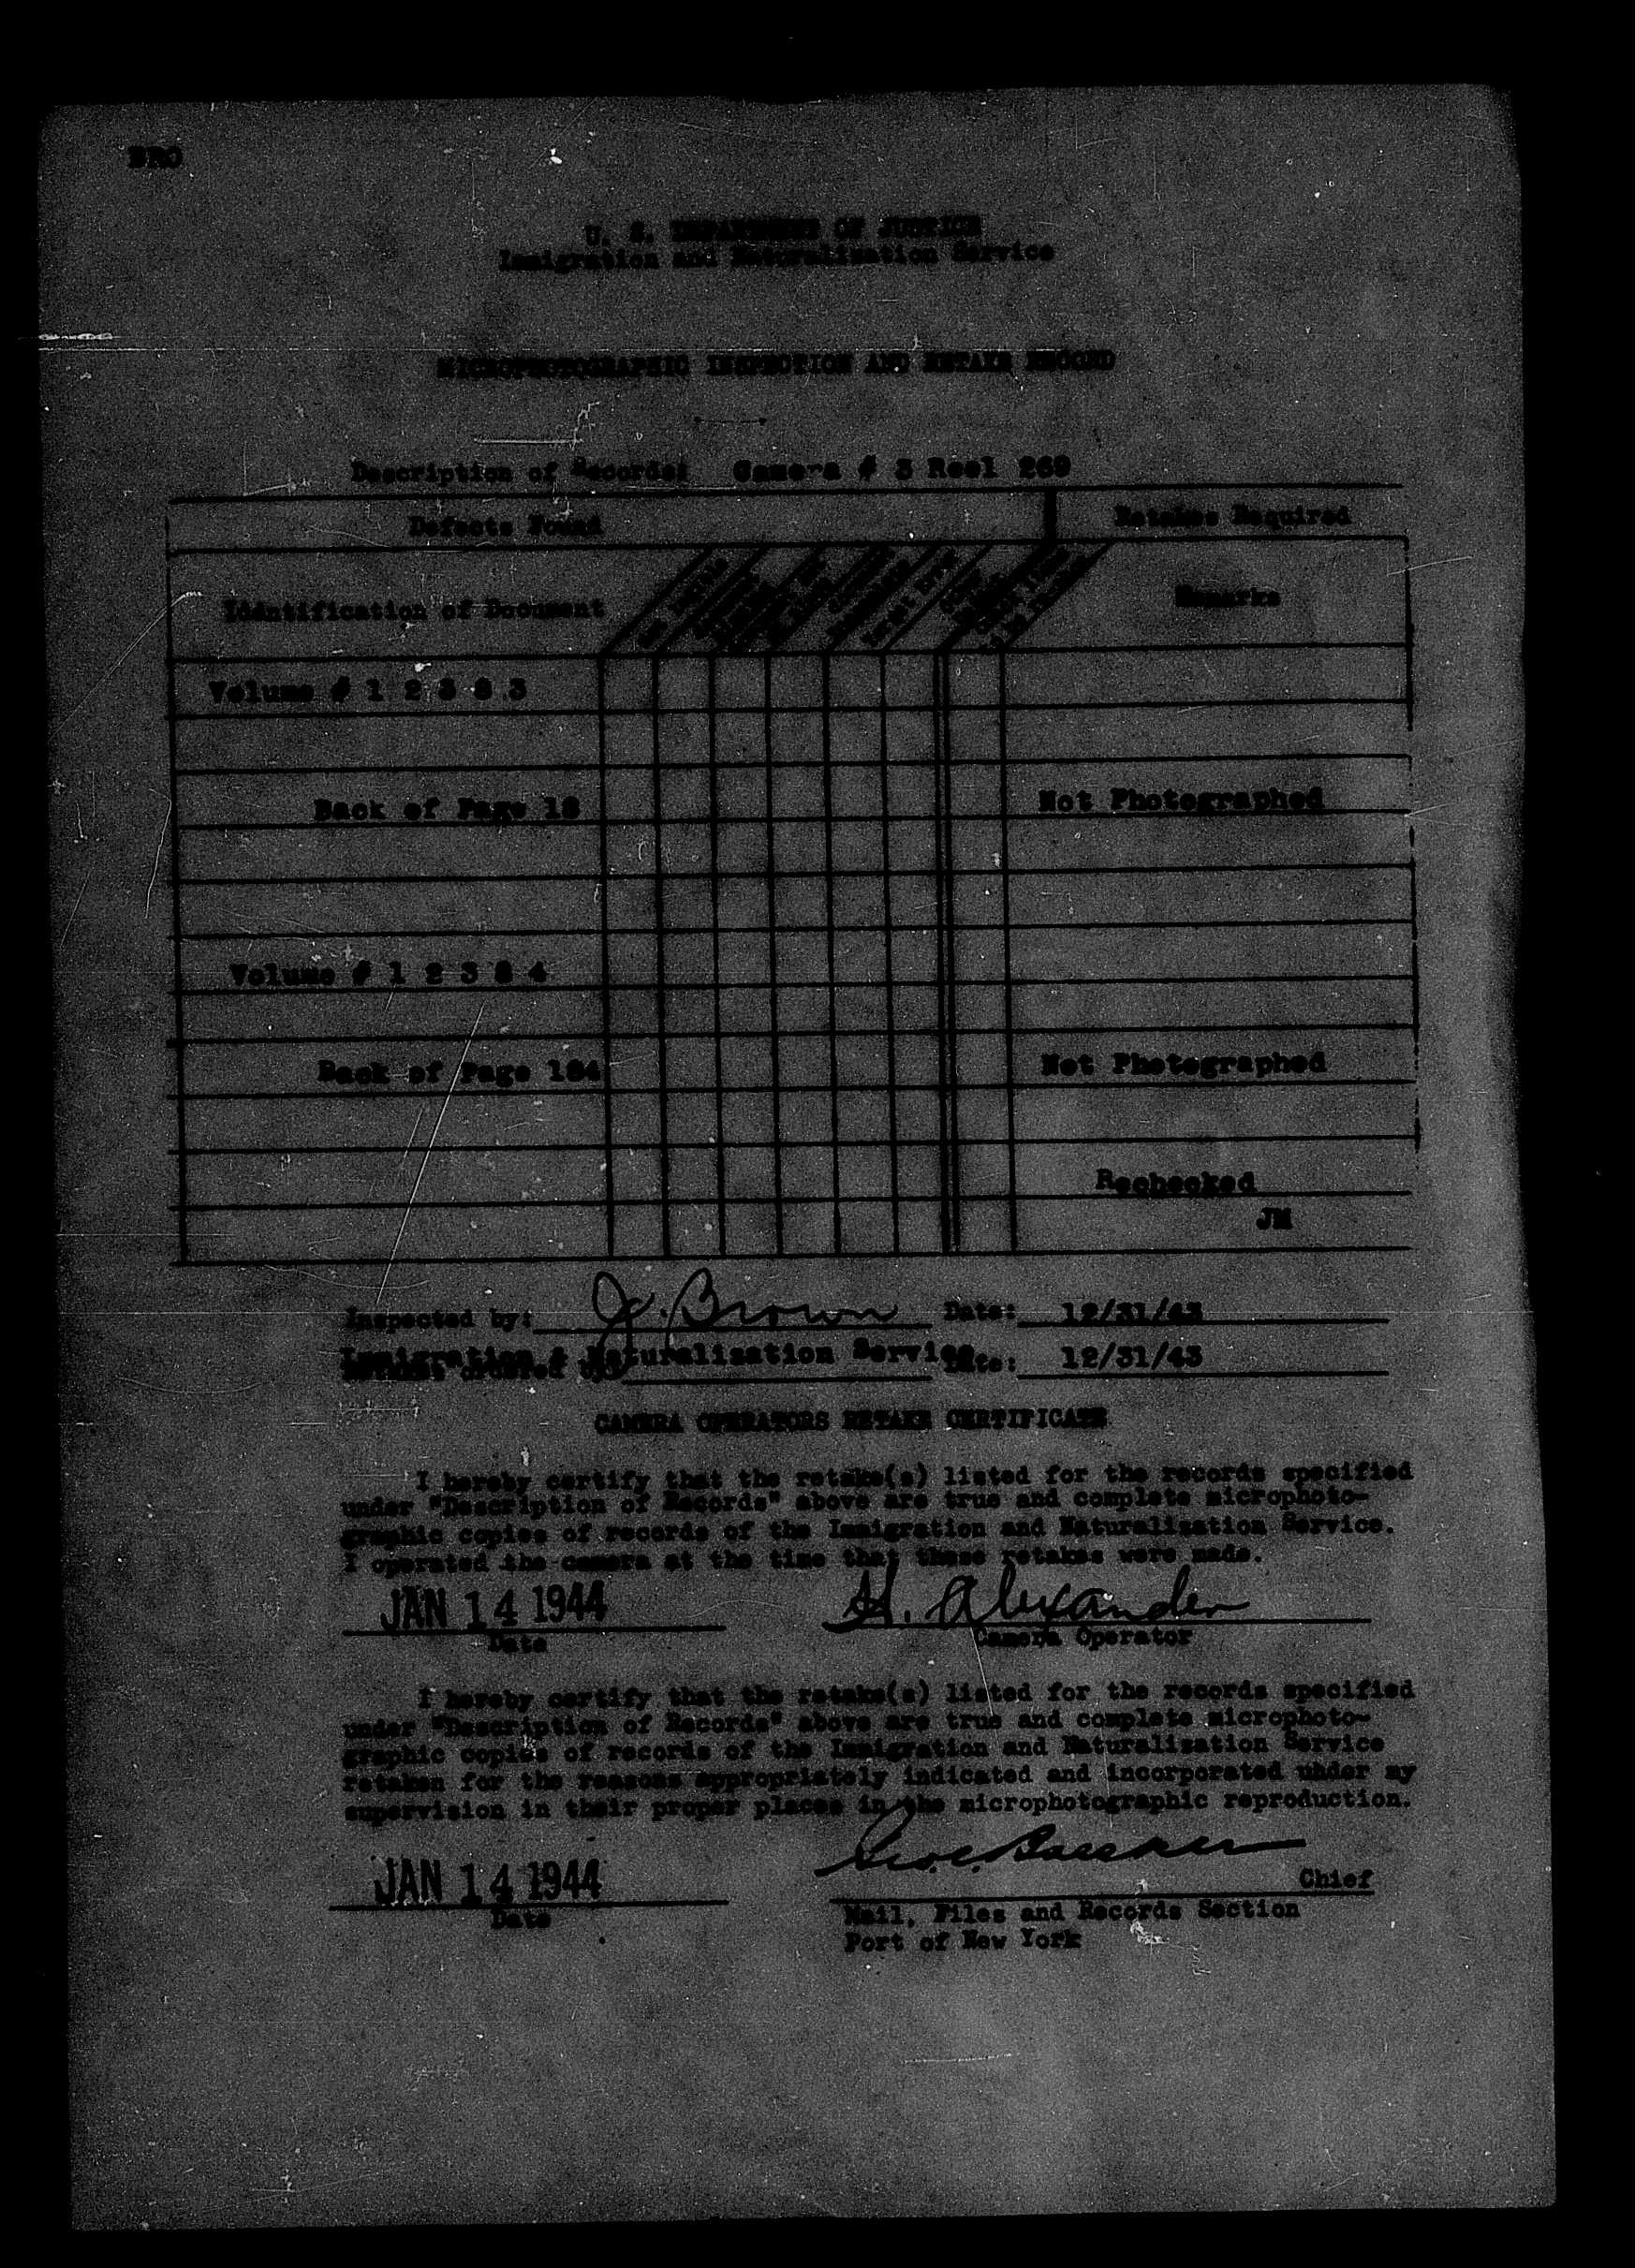 BRO
U. S. DEPARTMENT OF JUSTICE
Immigration and Naturalization Service
MICROPHOTOGRAPHIC INSPECTION AND RETAKE RECORD
Description of Records: Camera # 3 Reel 269
Defects Found
Retakes Required
Identification of Document
Remarks
Volume # 1 2 3 8 3
Back of Page 18 Not Photographed
Volume # 1 2 3 8 4
Back of Page 184 Not Photographed
Rechecked
JM
Inspected by: J. Brown Date: 12/31/43
Immigration & Naturalization Service Date: 12/31/43
CAMERA OPERATORS RETAKE CERTIFICATE
I hereby certify that the retake(s) listed for the records specified
under "Description of Records" above are true and complete microphoto-
graphic copies of records of the Immigration and Naturalization Service.
I operated the camera at the time that these retakes were made.
JAN 14 1944 H. Alexander
Date Camera Operator
I hereby certify that the retake(s) listed for the records specified
under "Description of Records" above are true and complete microphoto-
graphic copies of records of the Immigration and Naturalization Service
retaken for the reasons appropriately indicated and incorporated under my
supervision in their proper places in the microphotographic reproduction.
JAN 14 1944
Chief
Date Mail, Files and Records Section
Port of New York